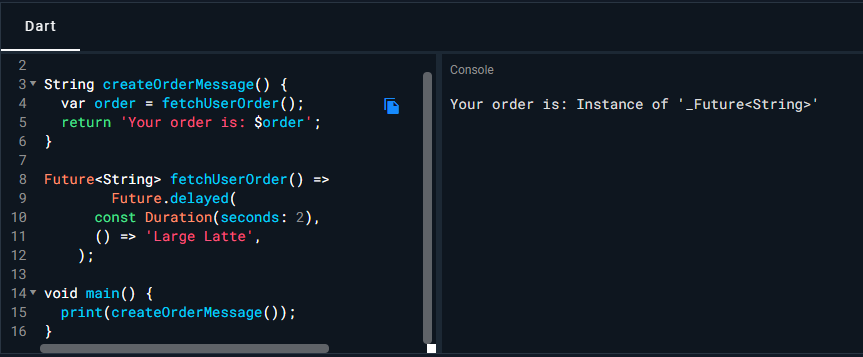 Dart
2
3 String createOrderMessage() {
4   var order = fetchUserOrder();
5   return 'Your order is: $order';
6 }
7
8 Future<String> fetchUserOrder() =>
9         Future.delayed(
10       const Duration(seconds: 2),
11       () => 'Large Latte',
12     );
13
14 void main() {
15   print(createOrderMessage());
16 }
Console
Your order is: Instance of '_Future<String>'